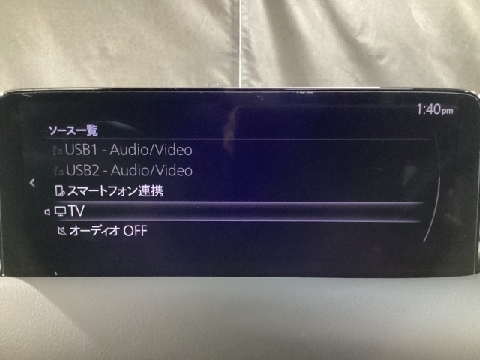 1:40pm
ソース一覧
USB1 - Audio/Video
USB2 - Audio/Video
スマートフォン連携
TV
オーディオ OFF